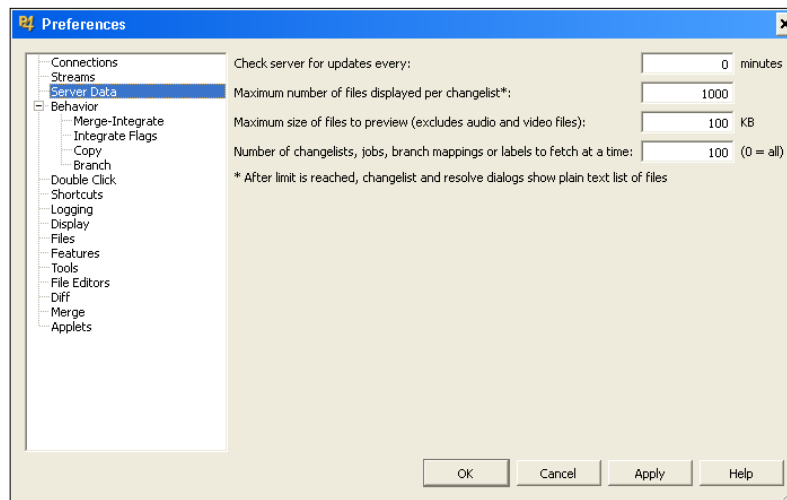 P4 Preferences
Connections
Streams
Server Data
Behavior
Merge-Integrate
Integrate Flags
Copy
Branch
Double Click
Shortcuts
Logging
Display
Files
Features
Tools
File Editors
Diff
Merge
Applets
Check server for updates every: 0 minutes
Maximum number of files displayed per changelist*: 1000
Maximum size of files to preview (excludes audio and video files): 100 KB
Number of changelists, jobs, branch mappings or labels to fetch at a time: 100 (0 = all)
* After limit is reached, changelist and resolve dialogs show plain text list of files
OK Cancel Apply Help